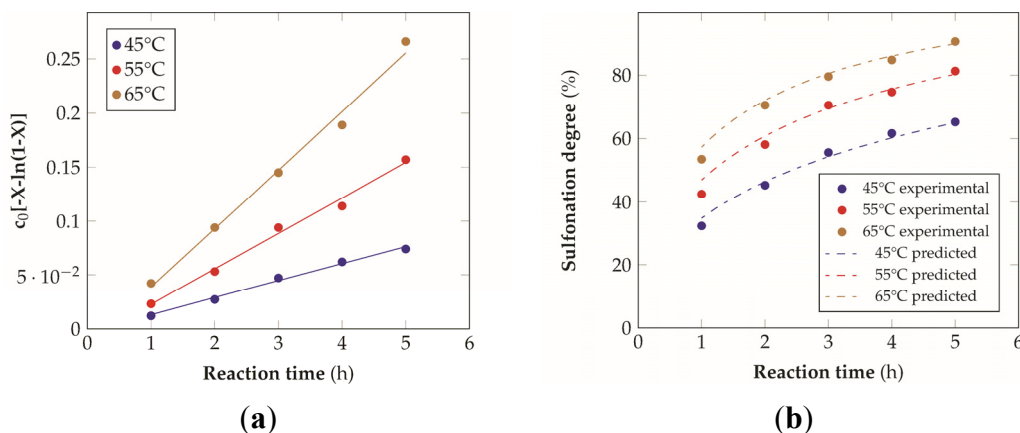 45°C
55°C
65°C
c0[-X-ln(1-X)]
0.25
0.2
0.15
0.1
5 · 10⁻²
0
0 1 2 3 4 5 6
Reaction time (h)
(a)
Sulfonation degree (%)
80
60
40
20
0
45°C experimental
55°C experimental
65°C experimental
45°C predicted
55°C predicted
65°C predicted
0 1 2 3 4 5 6
Reaction time (h)
(b)